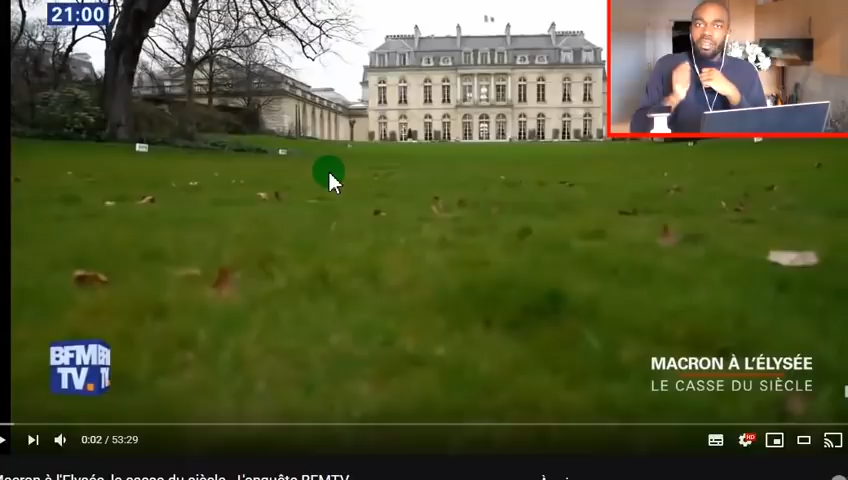 21:00
BFM
TV.
MACRON À L'ÉLYSÉE
LE CASSE DU SIÈCLE
0:02 / 53:29
HD
Macron à l'Elysée, le casse du siècle - L'enquête BFMTV